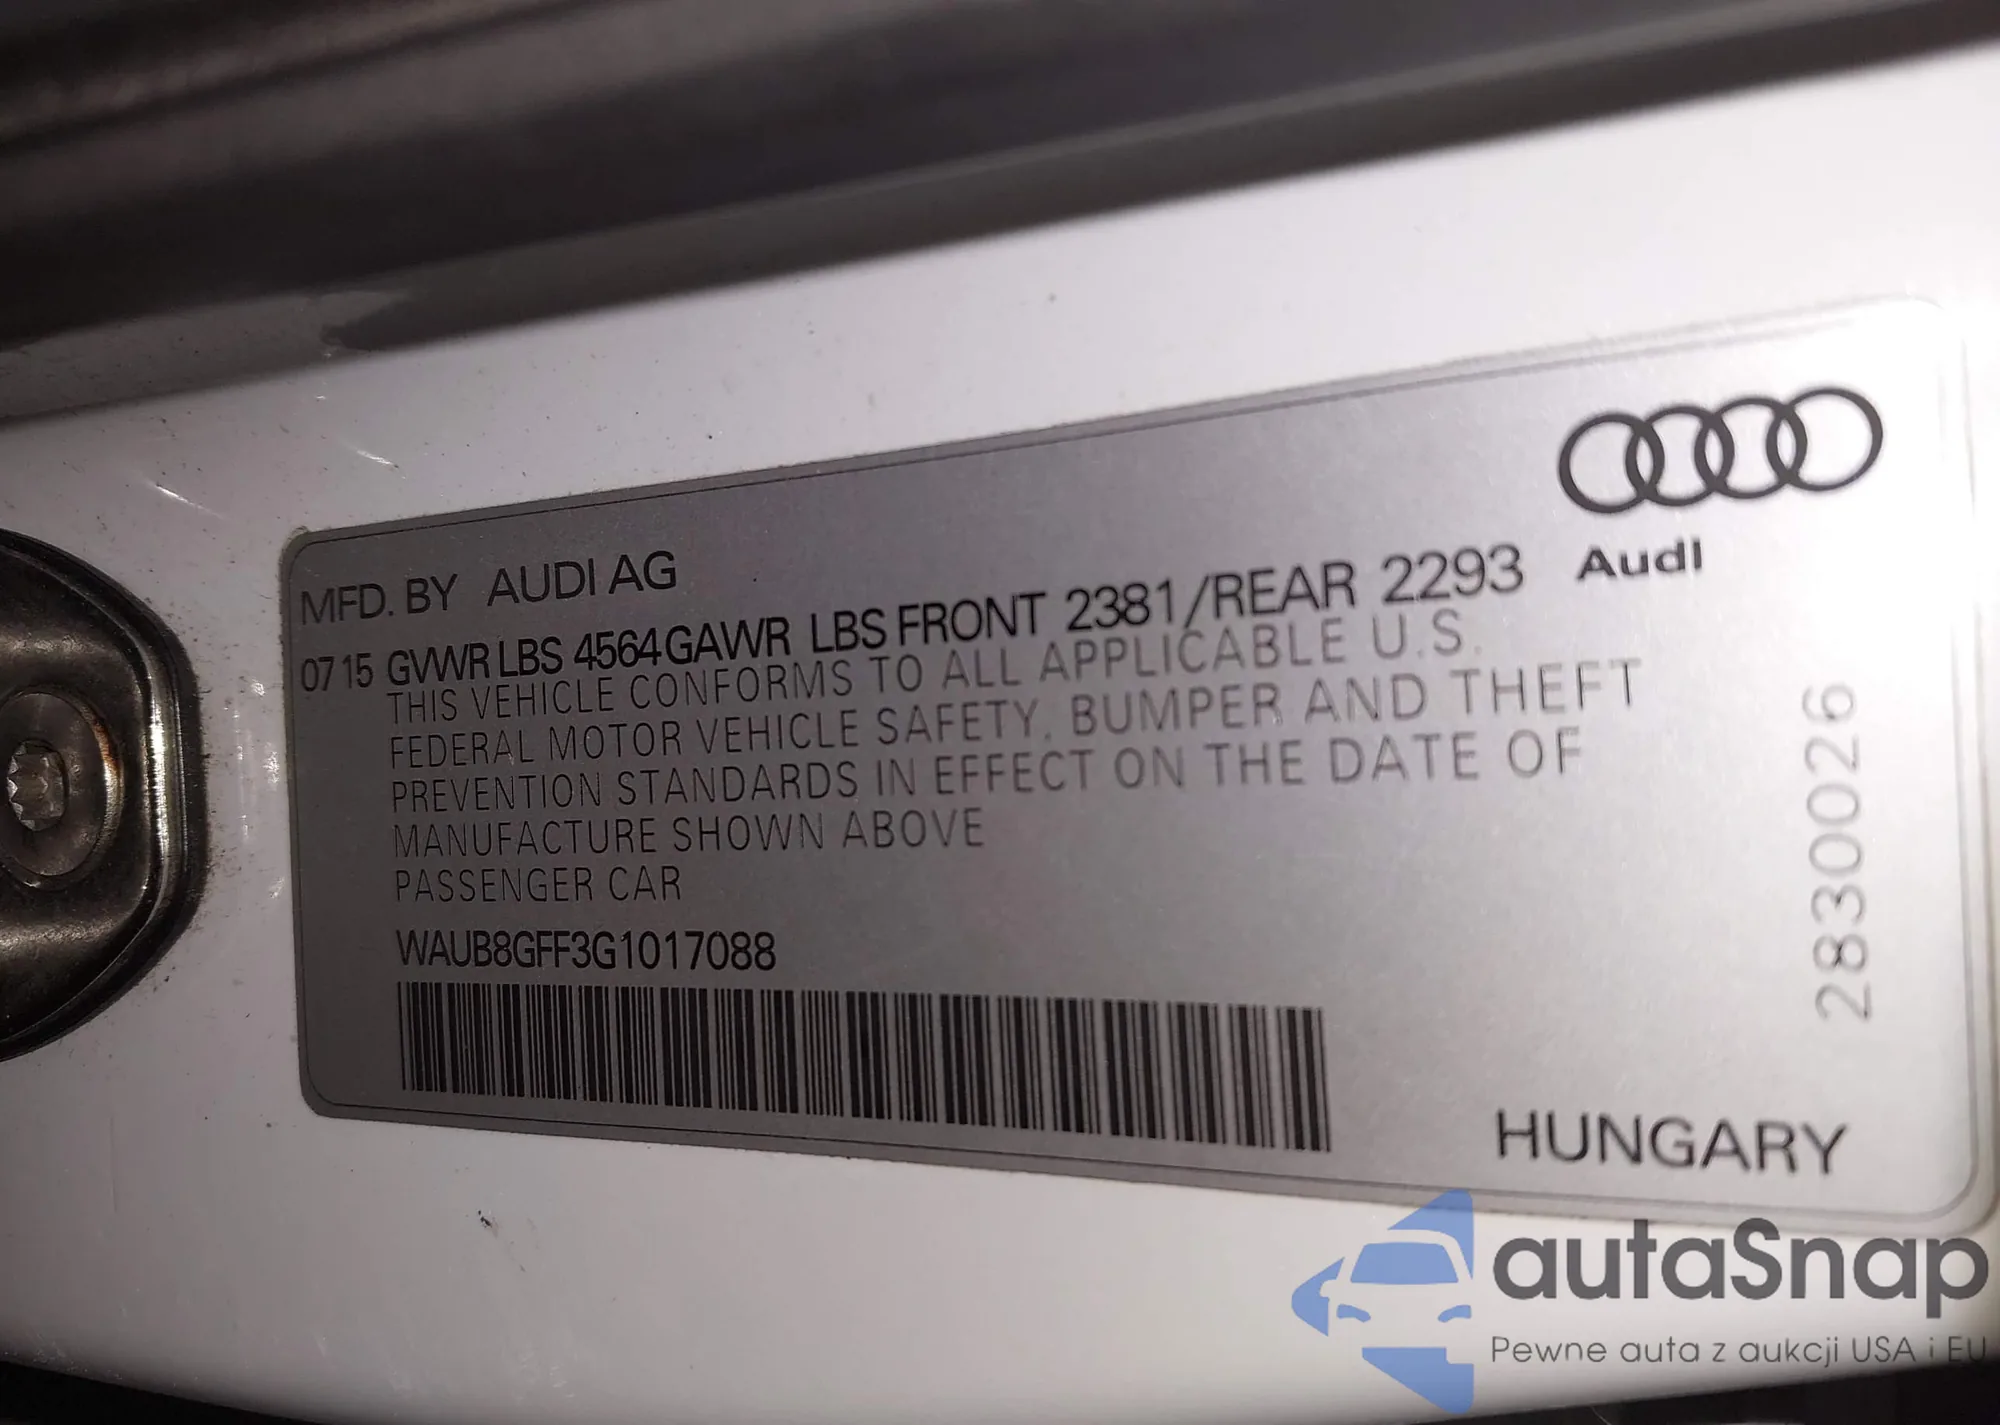 MFD. BY AUDI AG
0715 GVWR LBS 4564 GAWR LBS FRONT 2381/REAR 2293
THIS VEHICLE CONFORMS TO ALL APPLICABLE U.S.
FEDERAL MOTOR VEHICLE SAFETY, BUMPER AND THEFT
PREVENTION STANDARDS IN EFFECT ON THE DATE OF
MANUFACTURE SHOWN ABOVE
PASSENGER CAR
WAUB8GFF3G1017088
Audi
2830026
HUNGARY
autaSnap
Pewne auta z aukcji USA i EU